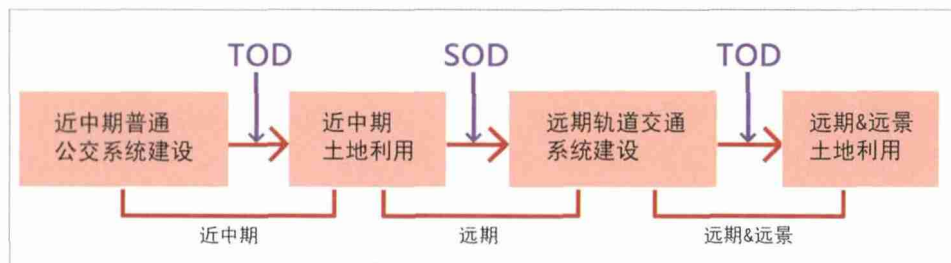 TOD
SOD
TOD
近中期普通
公交系统建设
近中期
土地利用
远期轨道交通
系统建设
远期&远景
土地利用
近中期
远期
远期&远景